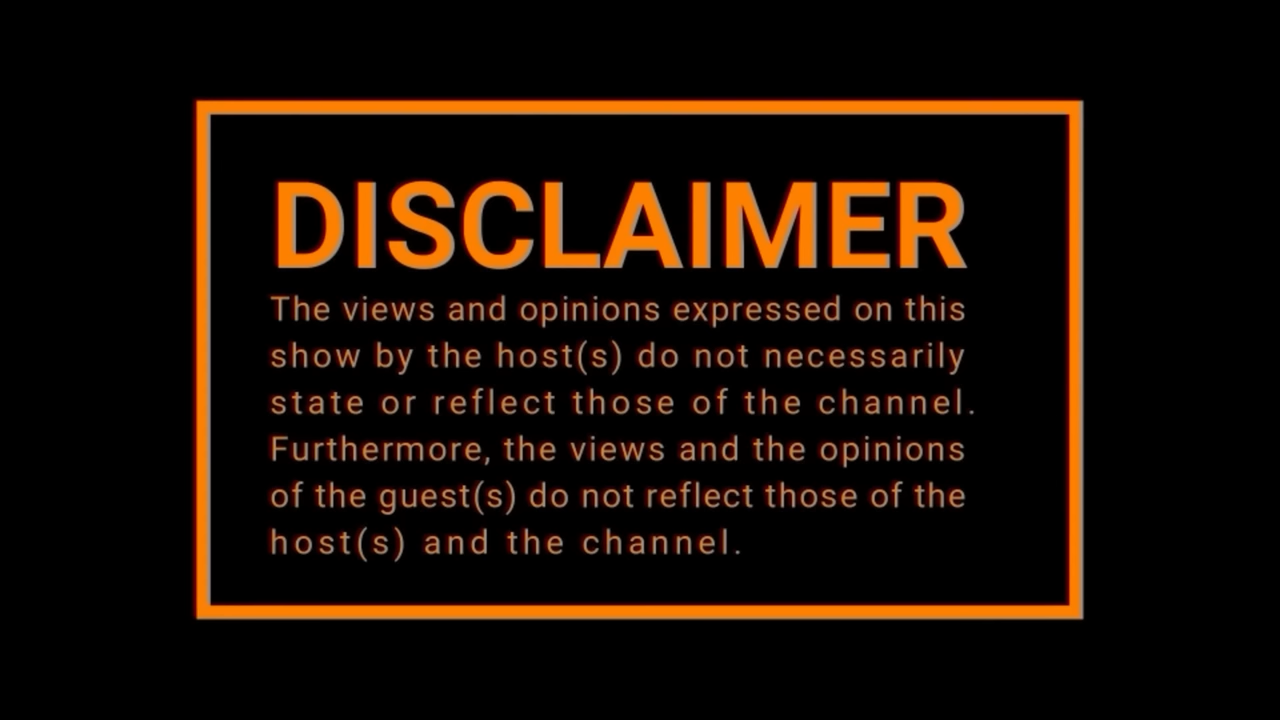 DISCLAIMER
The views and opinions expressed on this
show by the host(s) do not necessarily
state or reflect those of the channel.
Furthermore, the views and the opinions
of the guest(s) do not reflect those of the
host(s) and the channel.